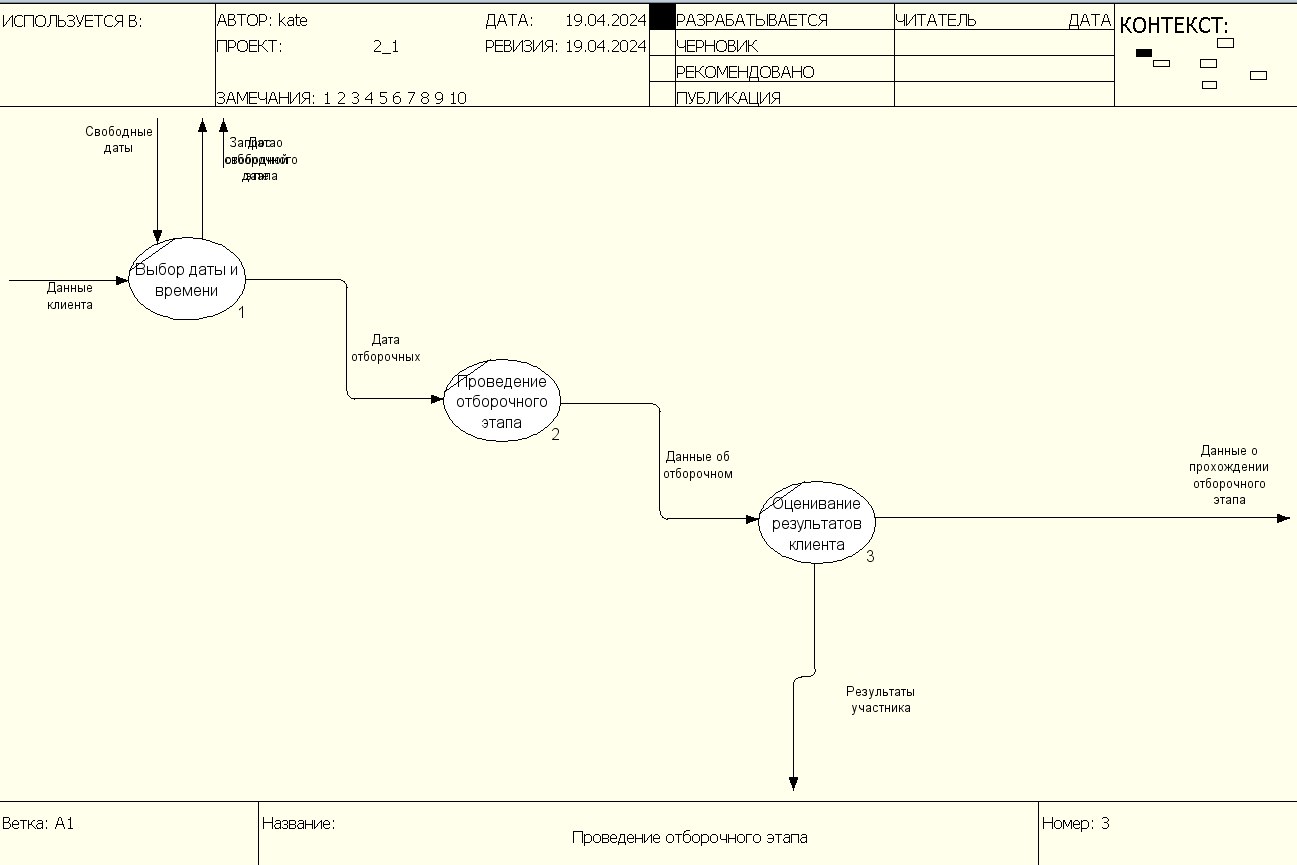 ИСПОЛЬЗУЕТСЯ В:
АВТОР: kate
ДАТА: 19.04.2024
РАЗРАБАТЫВАЕТСЯ
ЧИТАТЕЛЬ
ДАТА
КОНТЕКСТ:
ПРОЕКТ: 2_1
РЕВИЗИЯ: 19.04.2024
ЧЕРНОВИК
РЕКОМЕНДОВАНО
ЗАМЕЧАНИЯ: 1 2 3 4 5 6 7 8 9 10
ПУБЛИКАЦИЯ
Свободные
даты
Выбор даты и
времени
1
Данные
клиента
Дата
отборочных
Проведение
отборочного
этапа
2
Данные об
отборочном
Оценивание
результатов
клиента
3
Данные о
прохождении
отборочного
этапа
Результаты
участника
Ветка: A1
Название:
Проведение отборочного этапа
Номер: 3